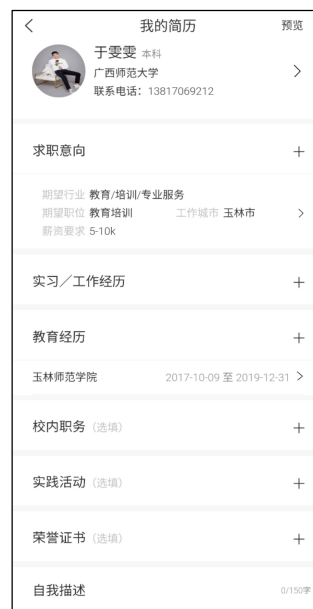 我的简历 预览
于雯雯 本科
广西师范大学
联系电话：13817069212
求职意向
期望行业 教育/培训/专业服务
期望职位 教育培训 工作城市 玉林市
薪资要求 5-10k
实习／工作经历
教育经历
玉林师范学院 2017-10-09 至 2019-12-31
校内职务（选填）
实践活动（选填）
荣誉证书（选填）
自我描述 0/150字